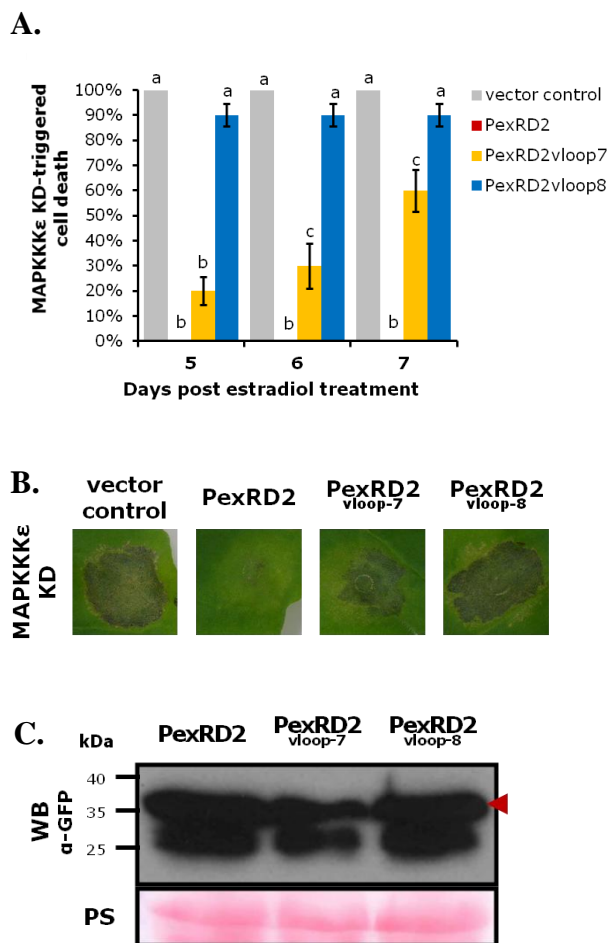 A.
MAPKKKε KD-triggered
cell death
100%
90%
80%
70%
60%
50%
40%
30%
20%
10%
0%
a
b
b
a
a
b
c
a
a
b
c
a
5
6
7
Days post estradiol treatment
vector control
PexRD2
PexRD2vloop7
PexRD2vloop8
B.
vector
control
PexRD2
PexRD2
vloop-7
PexRD2
vloop-8
MAPKKKε
KD
C.
kDa
PexRD2
PexRD2
vloop-7
PexRD2
vloop-8
WB
α-GFP
40
35
25
PS